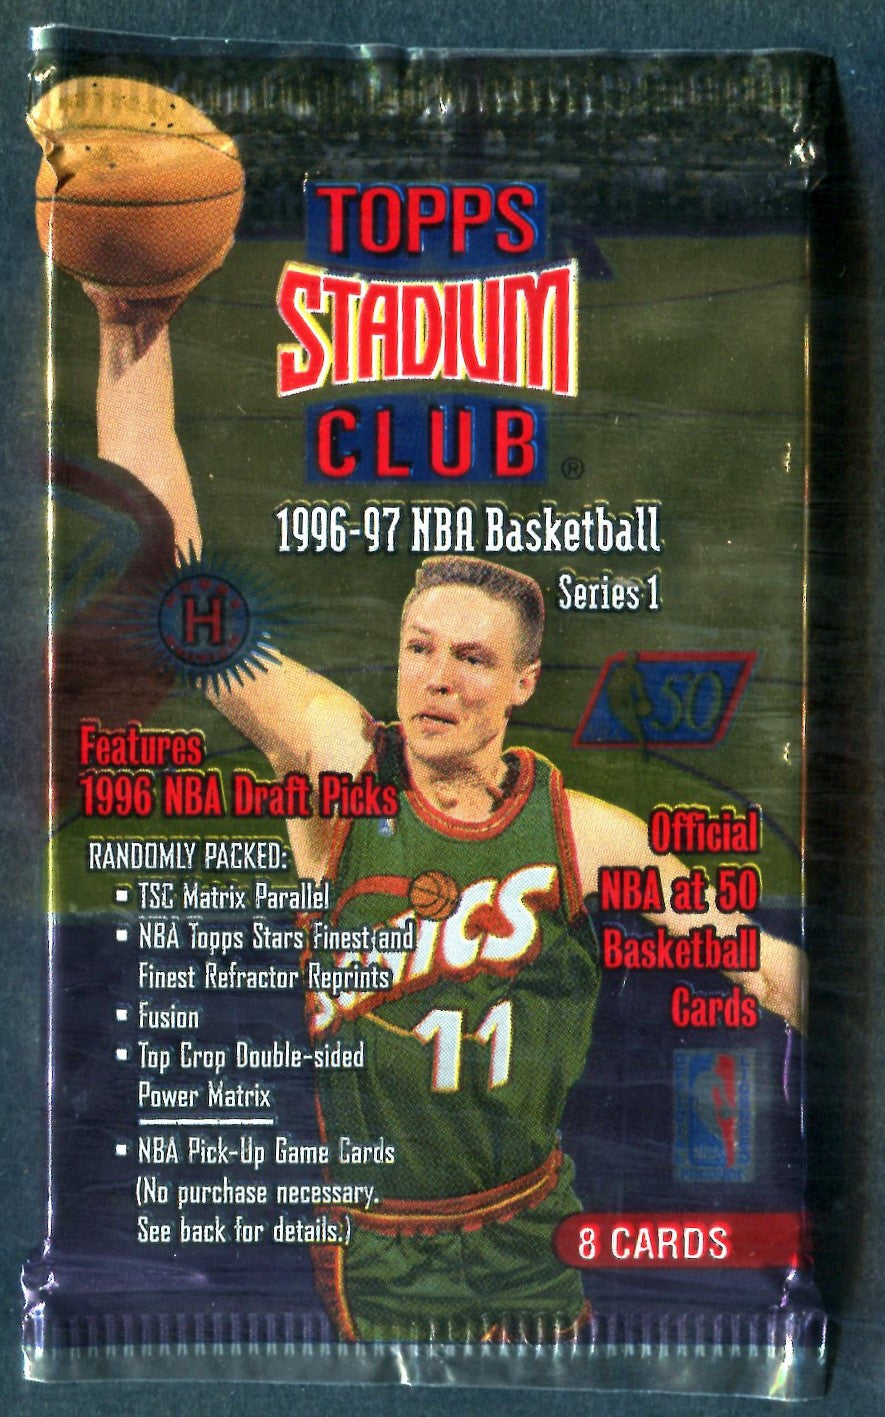 TOPPS
STADIUM
CLUB ®
1996-97 NBA Basketball
Series 1
H
50
Features
1996 NBA Draft Picks
RANDOMLY PACKED:
▪ TSC Matrix Parallel
▪ NBA Topps Stars Finest and
Finest Refractor Reprints
▪ Fusion
▪ Top Crop Double-sided
Power Matrix
▪ NBA Pick-Up Game Cards
(No purchase necessary.
See back for details.)
Official
NBA at 50
Basketball
Cards
SONICS
11
NBA
8 CARDS